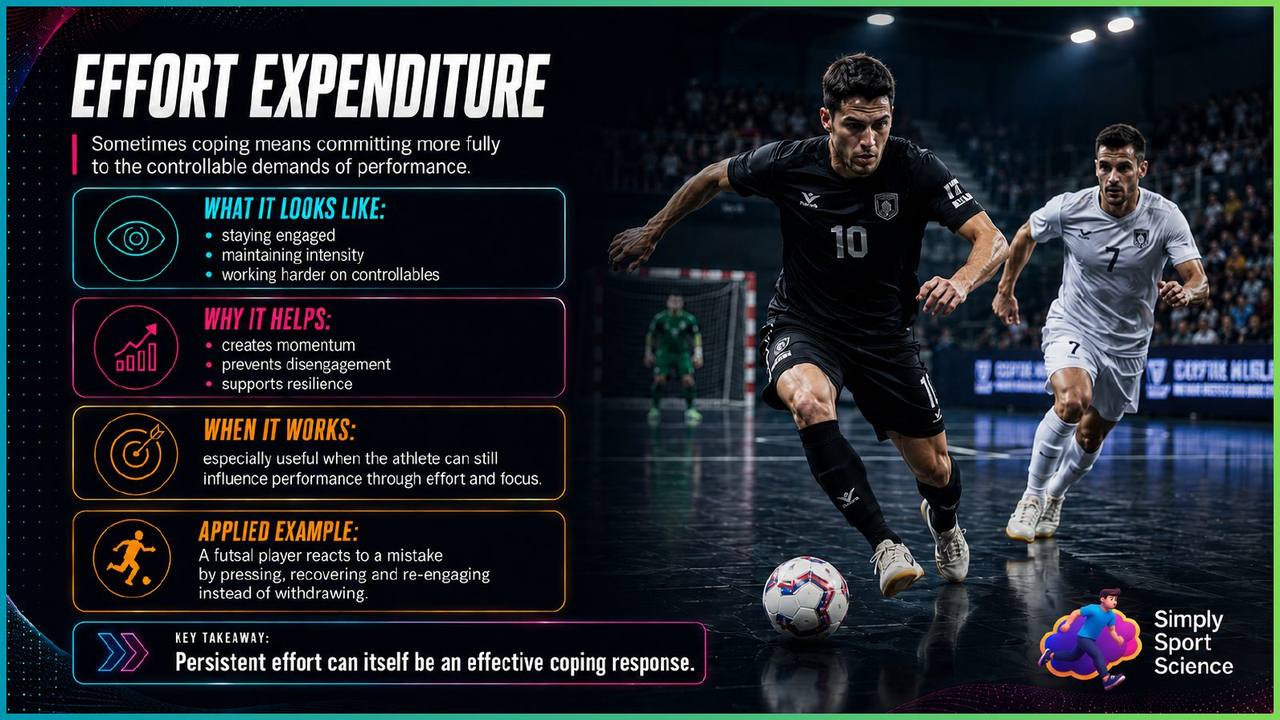 EFFORT EXPENDITURE
Sometimes coping means committing more fully
to the controllable demands of performance.
WHAT IT LOOKS LIKE:
• staying engaged
• maintaining intensity
• working harder on controllables
WHY IT HELPS:
• creates momentum
• prevents disengagement
• supports resilience
WHEN IT WORKS:
especially useful when the athlete can still
influence performance through effort and focus.
APPLIED EXAMPLE:
A futsal player reacts to a mistake
by pressing, recovering and re-engaging
instead of withdrawing.
KEY TAKEAWAY:
Persistent effort can itself be an effective coping response.
10
7
7
Simply
Sport
Science